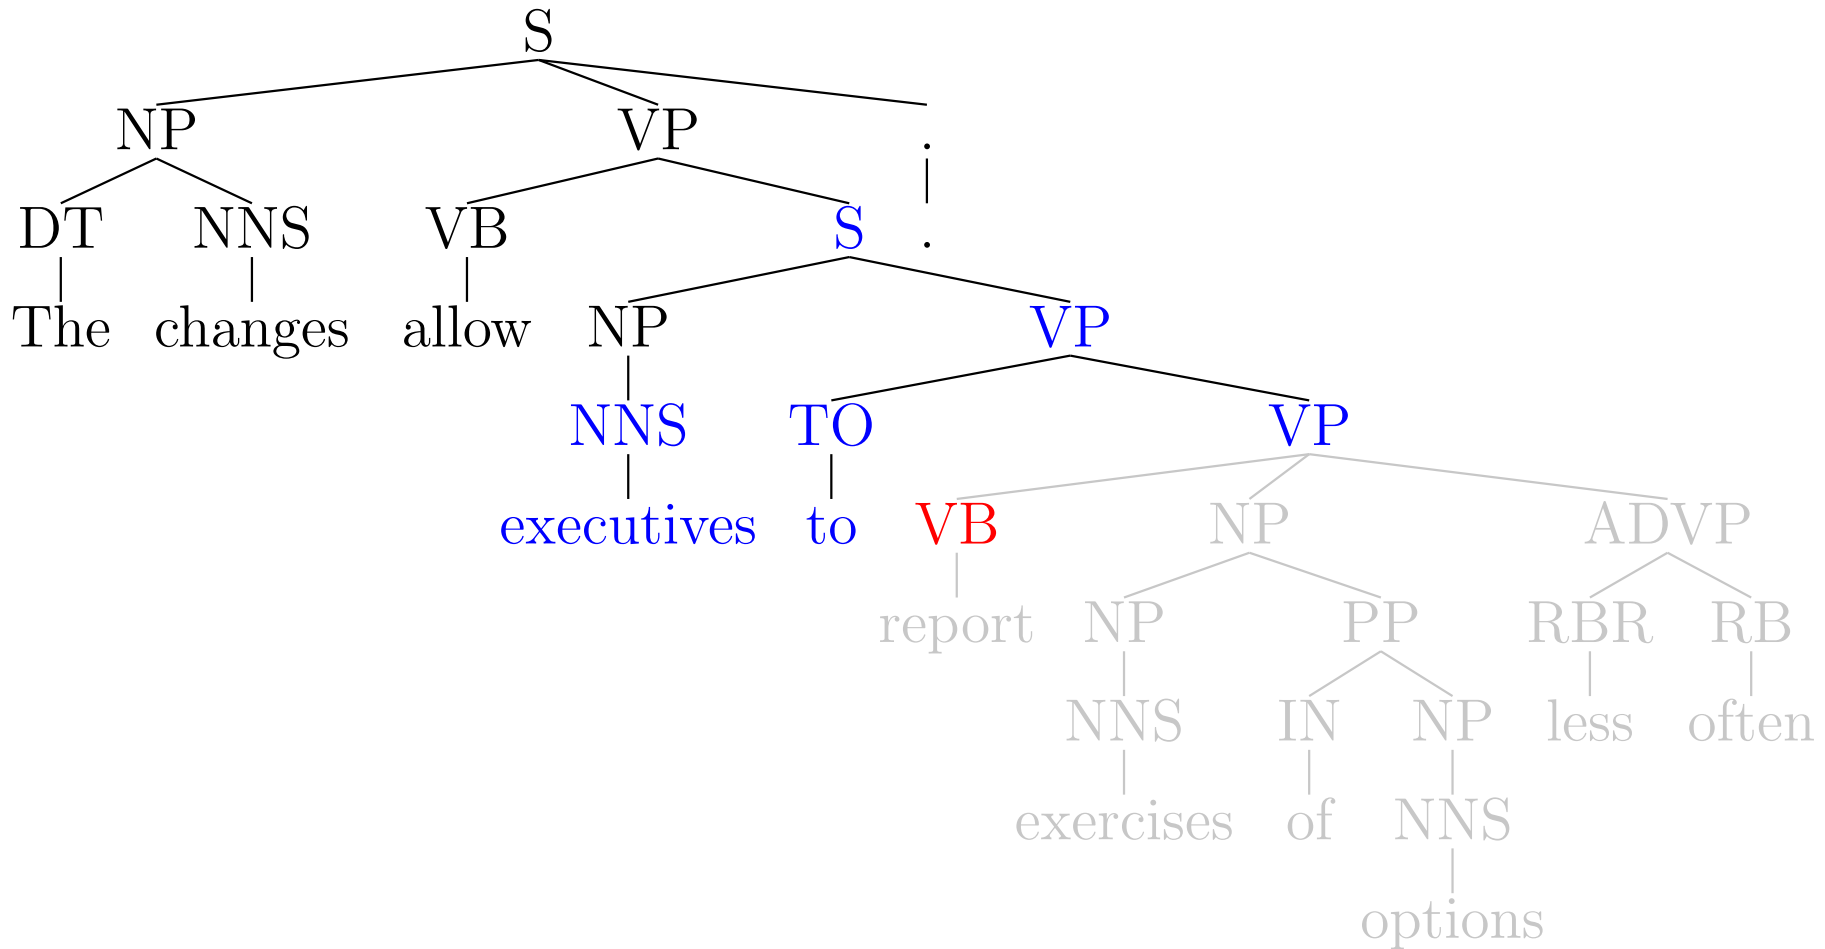 S
NP VP .
DT NNS VB S .
The changes allow NP VP
NNS TO VP
executives to VB NP ADVP
report NP PP RBR RB
NNS IN NP less often
exercises of NNS
options